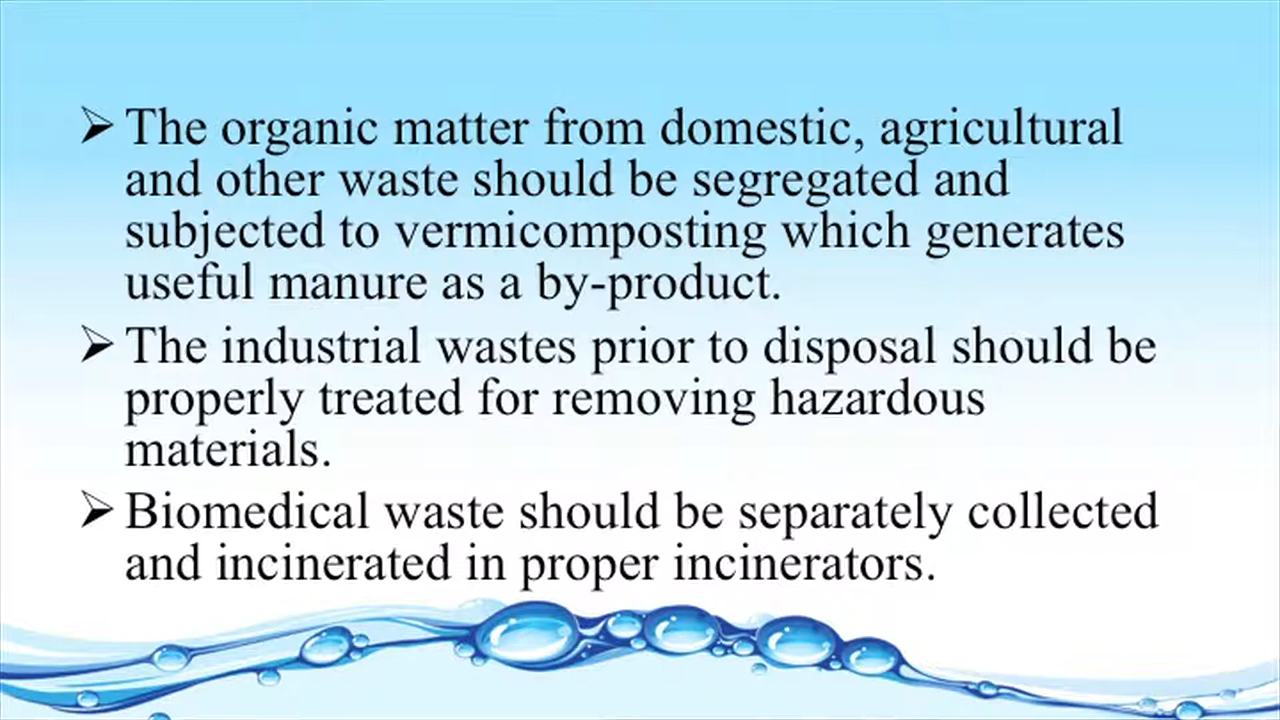 ➢ The organic matter from domestic, agricultural
and other waste should be segregated and
subjected to vermicomposting which generates
useful manure as a by-product.
➢ The industrial wastes prior to disposal should be
properly treated for removing hazardous
materials.
➢ Biomedical waste should be separately collected
and incinerated in proper incinerators.